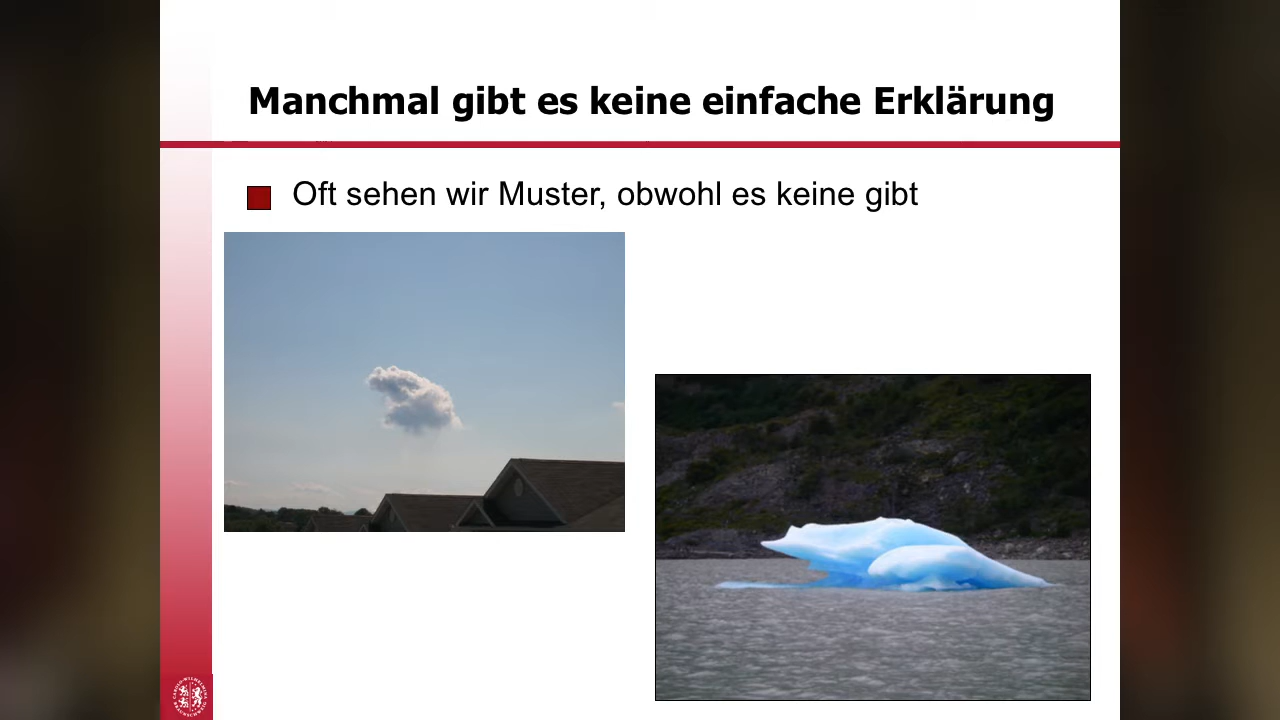 Manchmal gibt es keine einfache Erklärung
Oft sehen wir Muster, obwohl es keine gibt